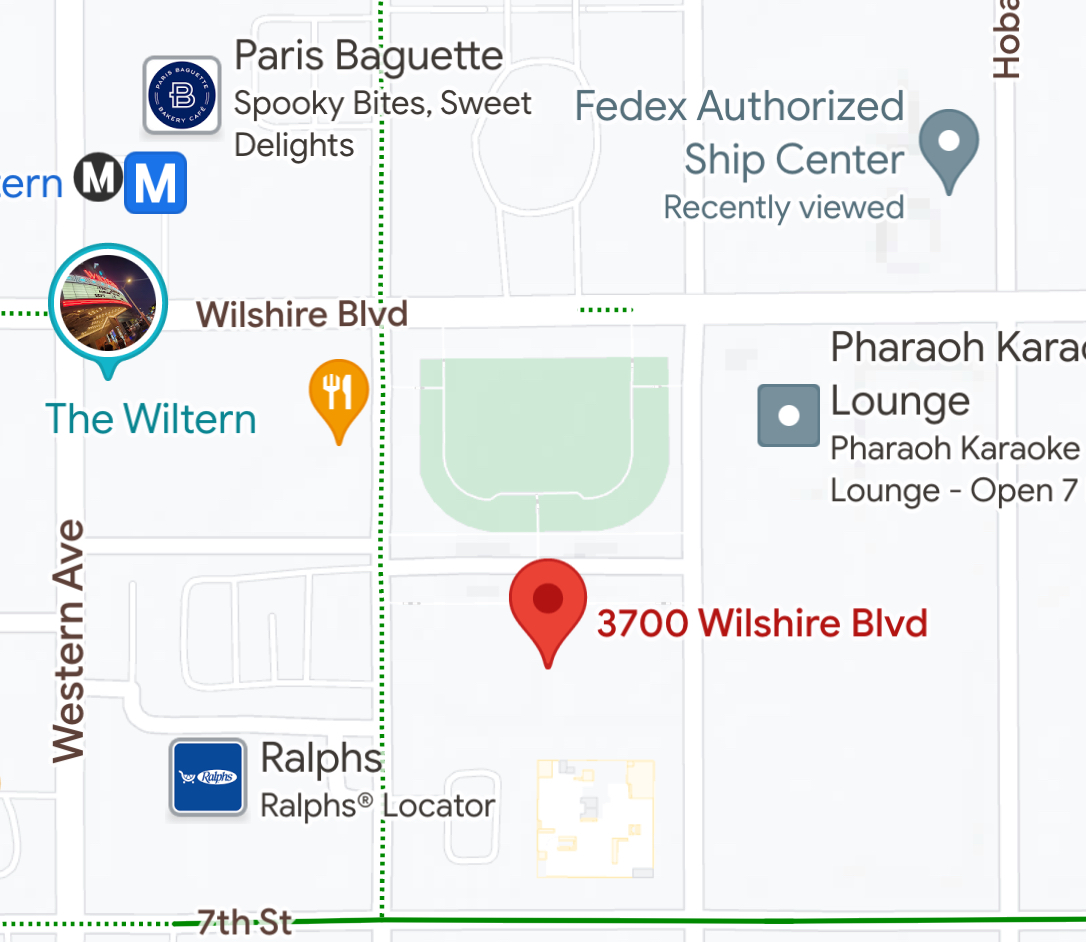 Hoba
Paris Baguette
Spooky Bites, Sweet
Delights
PARIS BAGUETTE
B
BAKERY CAFÉ
Fedex Authorized
Ship Center
Recently viewed
tern
M
M
Wilshire Blvd
The Wiltern
Pharaoh Karao
Lounge
Pharaoh Karaoke
Lounge - Open 7
Western Ave
3700 Wilshire Blvd
Ralphs
Ralphs
Ralphs® Locator
7th St